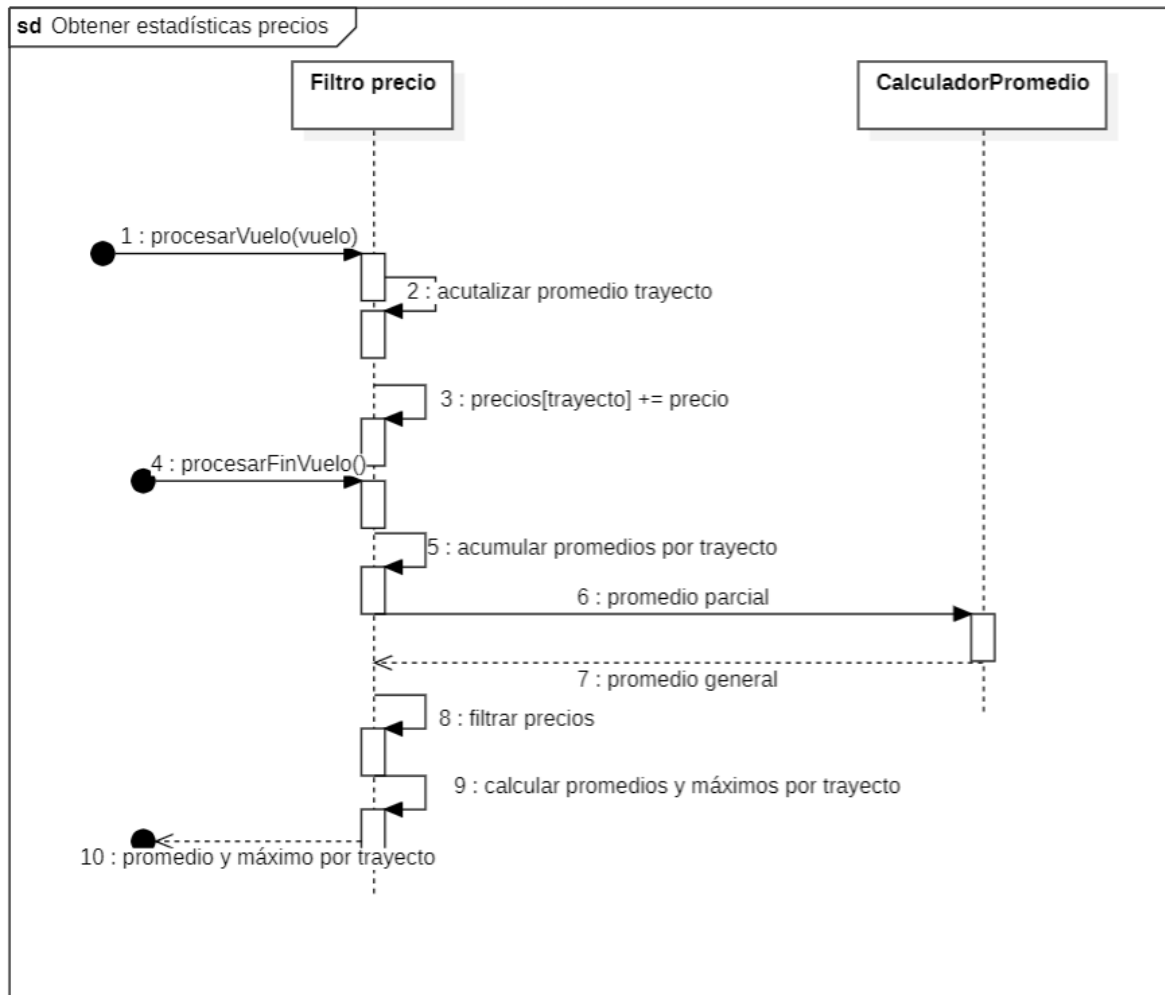 sd Obtener estadísticas precios
Filtro precio
CalculadorPromedio
1 : procesarVuelo(vuelo)
2 : acutalizar promedio trayecto
3 : precios[trayecto] += precio
4 : procesarFinVuelo()
5 : acumular promedios por trayecto
6 : promedio parcial
7 : promedio general
8 : filtrar precios
9 : calcular promedios y máximos por trayecto
10 : promedio y máximo por trayecto